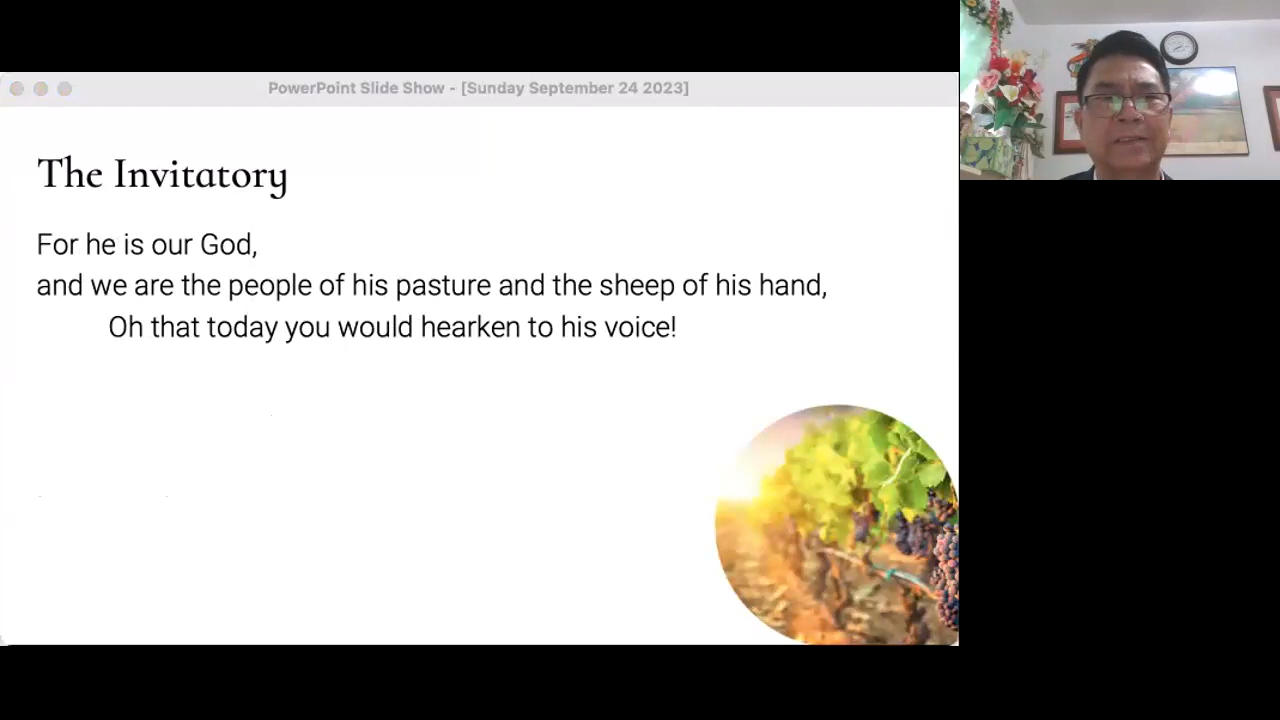 PowerPoint Slide Show - [Sunday September 24 2023]
The Invitatory
For he is our God,
and we are the people of his pasture and the sheep of his hand,
Oh that today you would hearken to his voice!